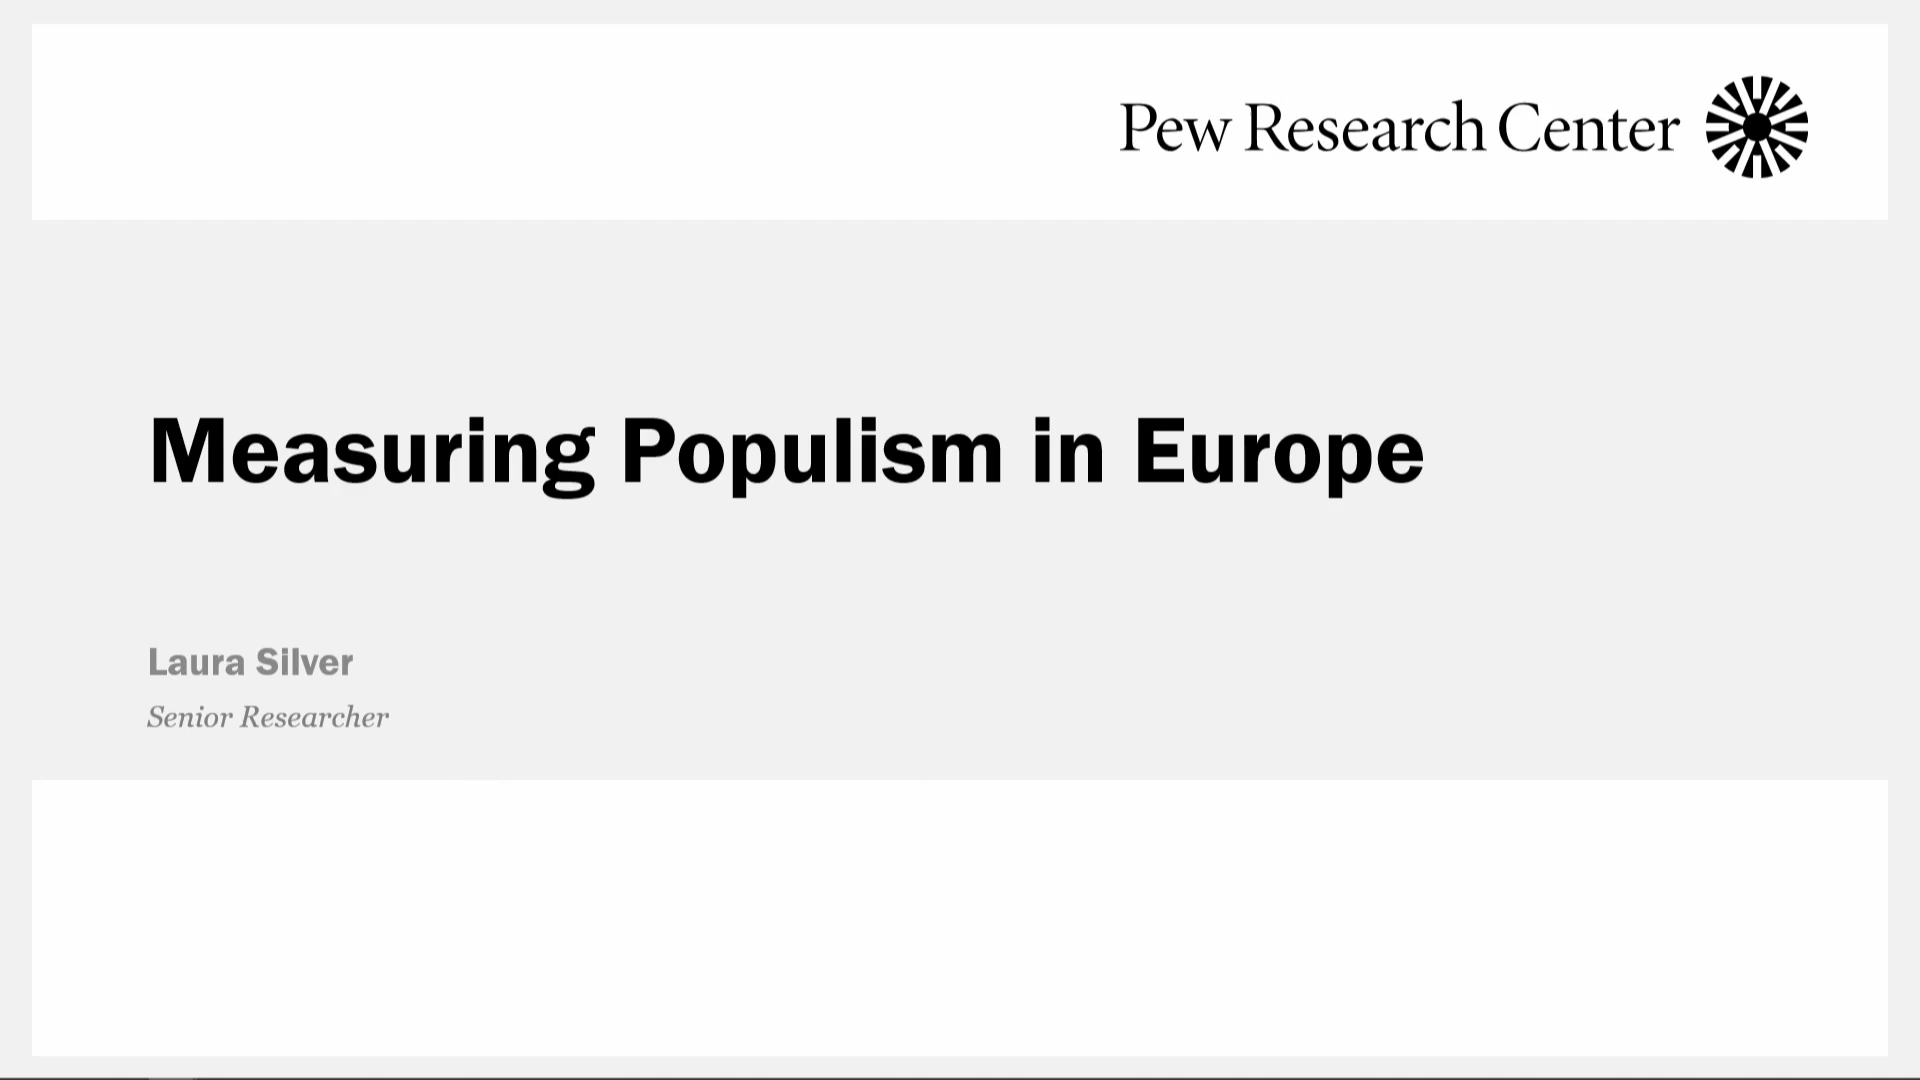 Pew Research Center
Measuring Populism in Europe
Laura Silver
Senior Researcher